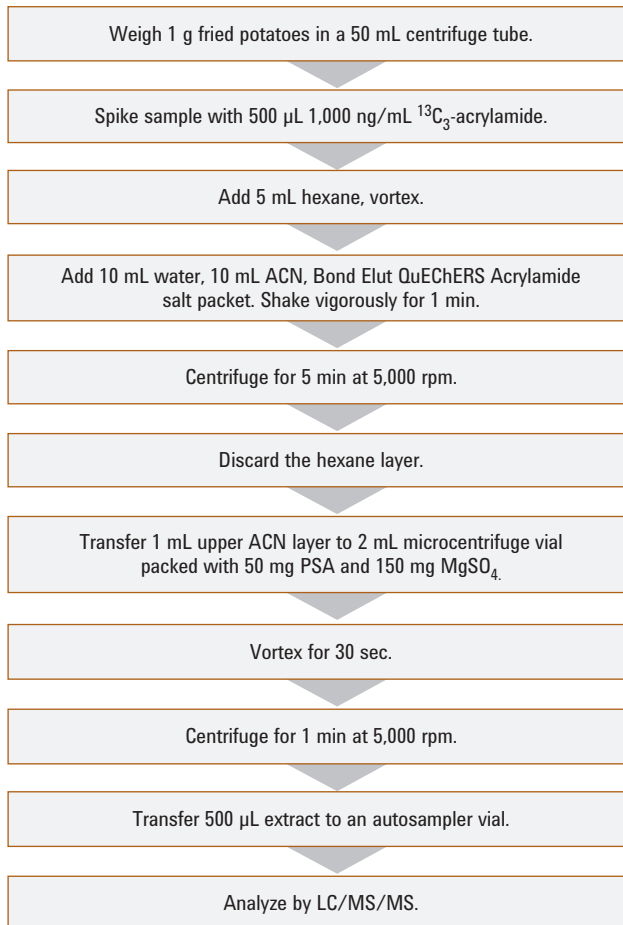 Weigh 1 g fried potatoes in a 50 mL centrifuge tube.
Spike sample with 500 µL 1,000 ng/mL ¹³C₃-acrylamide.
Add 5 mL hexane, vortex.
Add 10 mL water, 10 mL ACN, Bond Elut QuEChERS Acrylamide
salt packet. Shake vigorously for 1 min.
Centrifuge for 5 min at 5,000 rpm.
Discard the hexane layer.
Transfer 1 mL upper ACN layer to 2 mL microcentrifuge vial
packed with 50 mg PSA and 150 mg MgSO₄.
Vortex for 30 sec.
Centrifuge for 1 min at 5,000 rpm.
Transfer 500 µL extract to an autosampler vial.
Analyze by LC/MS/MS.